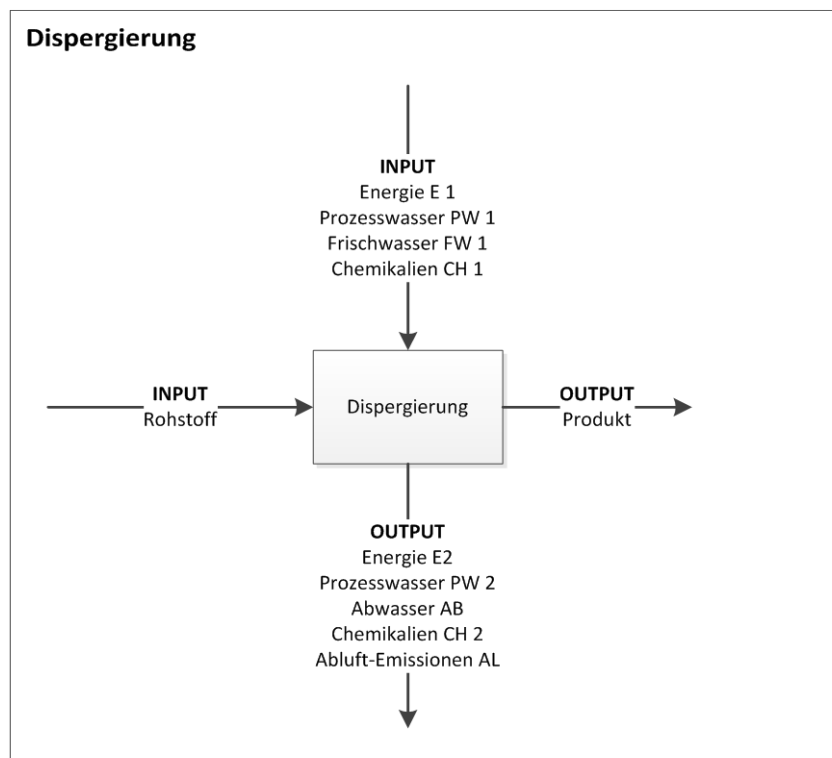 Dispergierung
INPUT
Energie E 1
Prozesswasser PW 1
Frischwasser FW 1
Chemikalien CH 1
INPUT
Rohstoff
Dispergierung
OUTPUT
Produkt
OUTPUT
Energie E2
Prozesswasser PW 2
Abwasser AB
Chemikalien CH 2
Abluft-Emissionen AL